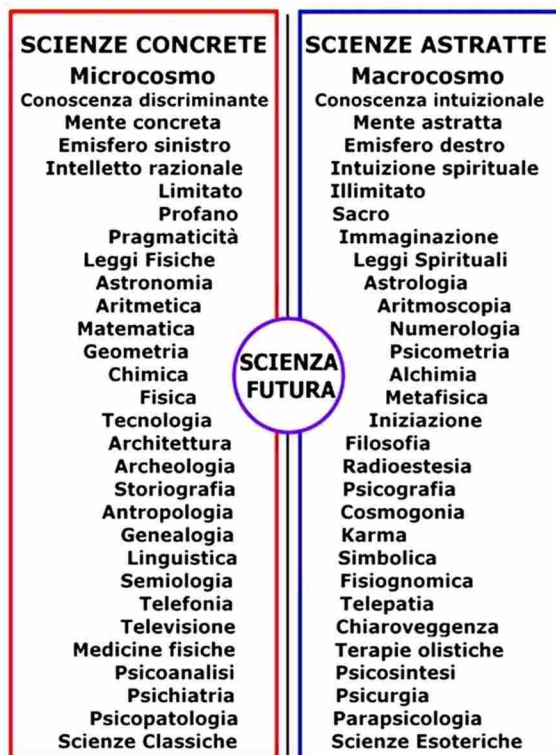 SCIENZE CONCRETE
Microcosmo
Conoscenza discriminante
Mente concreta
Emisfero sinistro
Intelletto razionale
Limitato
Profano
Pragmaticità
Leggi Fisiche
Astronomia
Aritmetica
Matematica
Geometria
Chimica
Fisica
Tecnologia
Architettura
Archeologia
Storiografia
Antropologia
Genealogia
Linguistica
Semiologia
Telefonia
Televisione
Medicine fisiche
Psicoanalisi
Psichiatria
Psicopatologia
Scienze Classiche
SCIENZA
FUTURA
SCIENZE ASTRATTE
Macrocosmo
Conoscenza intuizionale
Mente astratta
Emisfero destro
Intuizione spirituale
Illimitato
Sacro
Immaginazione
Leggi Spirituali
Astrologia
Aritmoscopia
Numerologia
Psicometria
Alchimia
Metafisica
Iniziazione
Filosofia
Radioestesia
Psicografia
Cosmogonia
Karma
Simbolica
Fisiognomica
Telepatia
Chiaroveggenza
Terapie olistiche
Psicosintesi
Psicurgia
Parapsicologia
Scienze Esoteriche